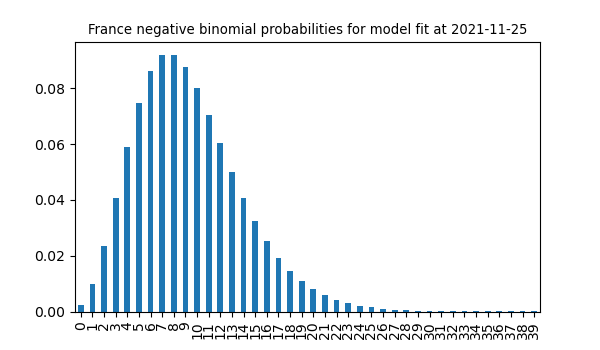 France negative binomial probabilities for model fit at 2021-11-25
0.08
0.06
0.04
0.02
0.00
0 1 2 3 4 5 6 7 8 9 10 11 12 13 14 15 16 17 18 19 20 21 22 23 24 25 26 27 28 29 30 31 32 33 34 35 36 37 38 39